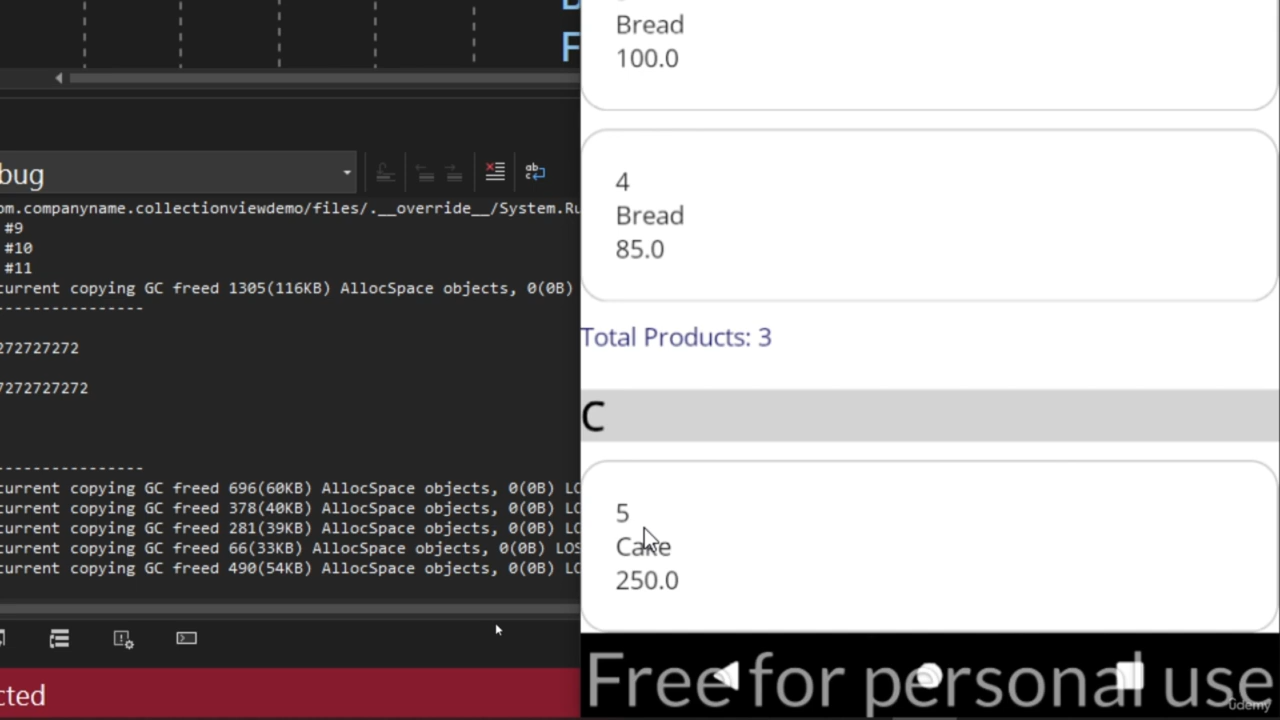 bug
om.companyname.collectionviewdemo/files/.__override__/System.Ru
#9
#10
#11
current copying GC freed 1305(116KB) AllocSpace objects, 0(0B)
----------------
272727272
7272727272
----------------
current copying GC freed 696(60KB) AllocSpace objects, 0(0B) LO
current copying GC freed 378(40KB) AllocSpace objects, 0(0B) LO
current copying GC freed 281(39KB) AllocSpace objects, 0(0B) LO
current copying GC freed 66(33KB) AllocSpace objects, 0(0B) LOS
current copying GC freed 490(54KB) AllocSpace objects, 0(0B) LO
cted
Bread
100.0
4
Bread
85.0
Total Products: 3
C
5
Cake
250.0
Free for personal use
udemy